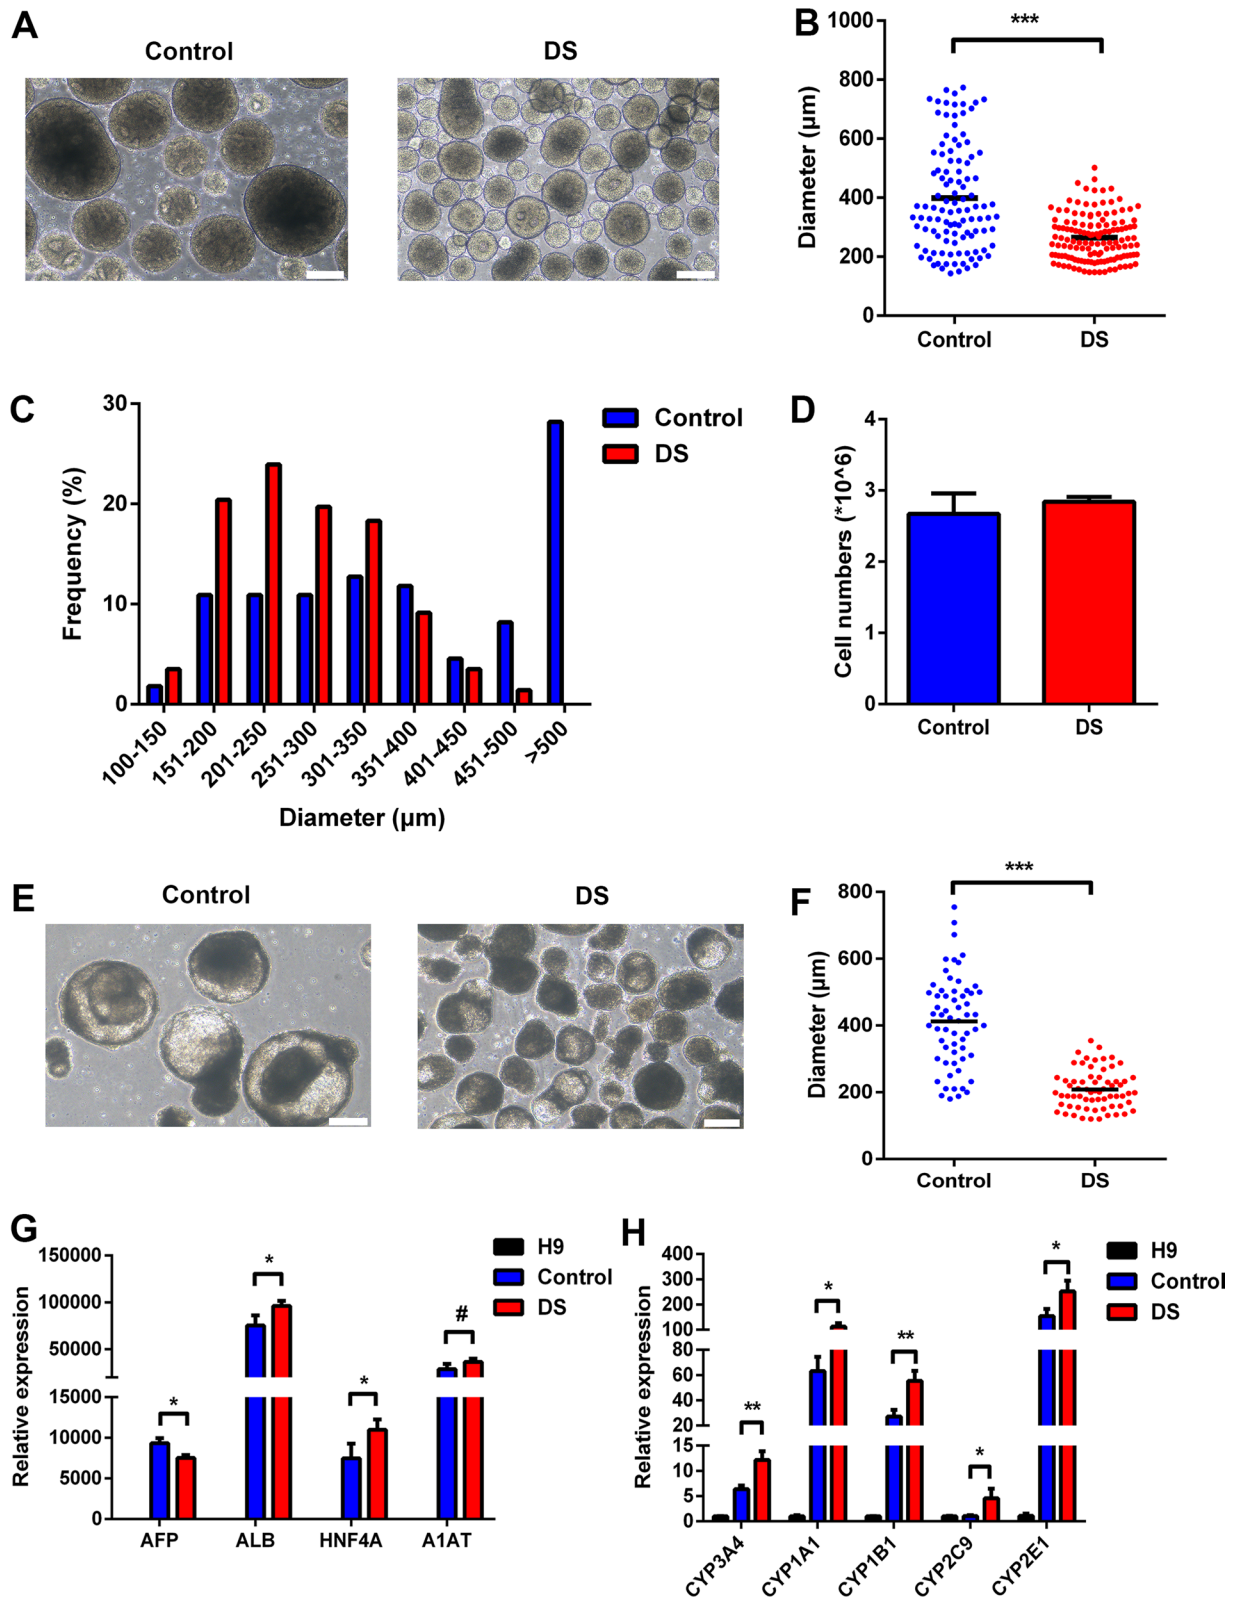 A
Control
DS
B
***
Diameter (μm)
1000
800
600
400
200
0
Control
DS
C
Frequency (%)
30
20
10
0
Control
DS
100-150
151-200
201-250
251-300
301-350
351-400
401-450
451-500
>500
Diameter (μm)
D
Cell numbers (*10^6)
4
3
2
1
0
Control
DS
E
Control
DS
F
***
Diameter (μm)
800
600
400
200
0
Control
DS
G
Relative expression
150000
100000
50000
15000
10000
5000
0
*
*
*
#
H9
Control
DS
AFP
ALB
HNF4A
A1AT
H
Relative expression
400
300
200
100
80
60
40
20
15
10
5
0
**
*
**
*
*
H9
Control
DS
CYP3A4
CYP1A1
CYP1B1
CYP2C9
CYP2E1